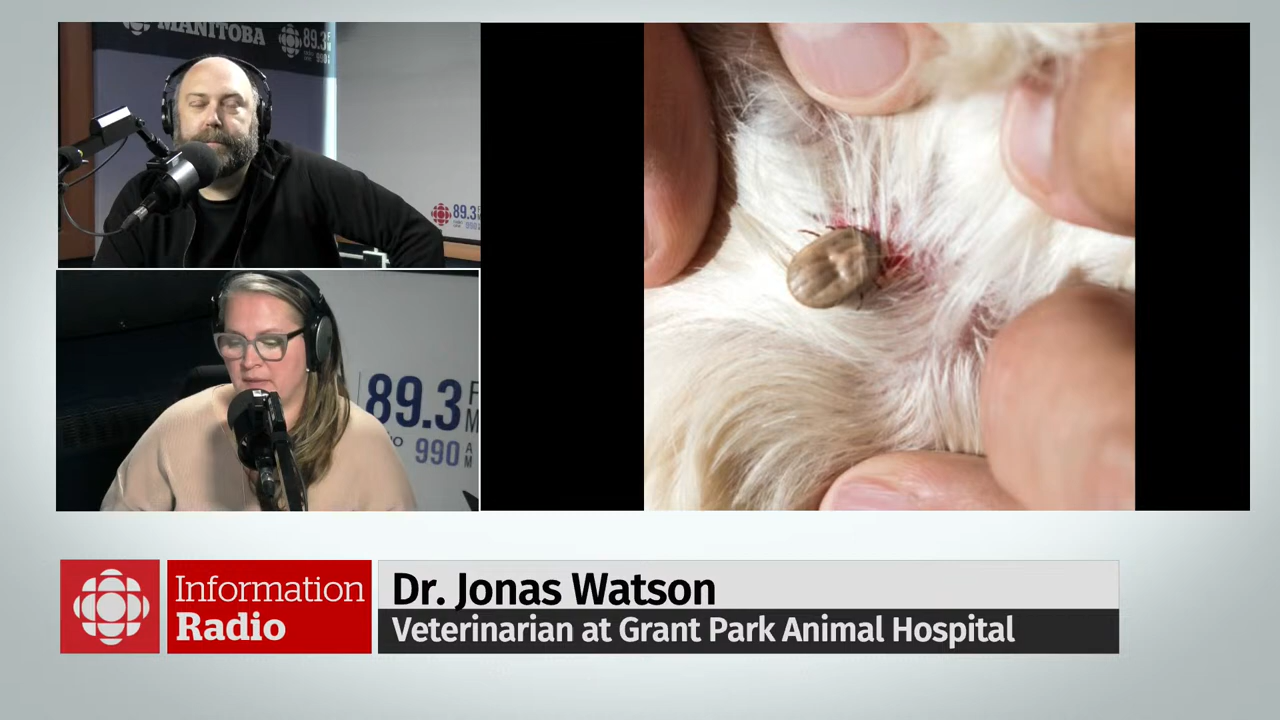 MANITOBA
89.3
990
89.3
990
89.3 F
M
990 A
M
Information
Radio
Dr. Jonas Watson
Veterinarian at Grant Park Animal Hospital